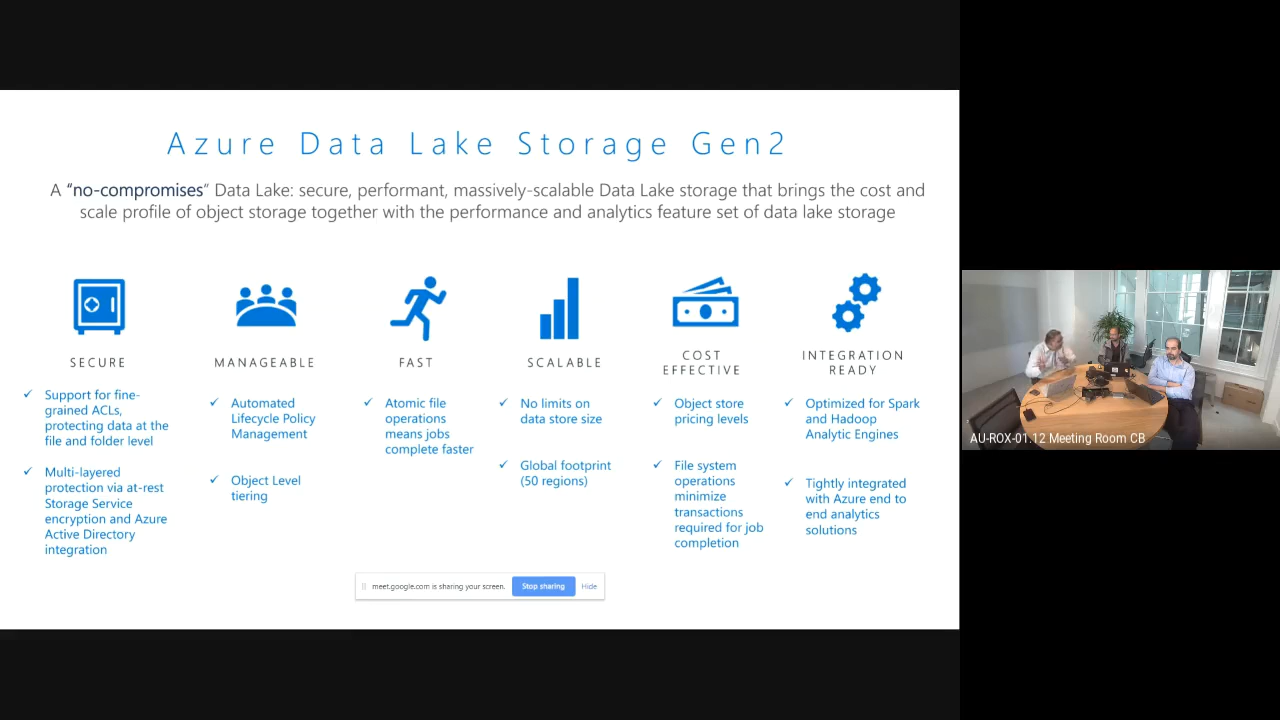 Azure Data Lake Storage Gen2
A “no-compromises” Data Lake: secure, performant, massively-scalable Data Lake storage that brings the cost and
scale profile of object storage together with the performance and analytics feature set of data lake storage
SECURE
✓ Support for fine-
grained ACLs,
protecting data at the
file and folder level
✓ Multi-layered
protection via at-rest
Storage Service
encryption and Azure
Active Directory
integration
MANAGEABLE
✓ Automated
Lifecycle Policy
Management
✓ Object Level
tiering
FAST
✓ Atomic file
operations
means jobs
complete faster
SCALABLE
✓ No limits on
data store size
✓ Global footprint
(50 regions)
COST
EFFECTIVE
✓ Object store
pricing levels
✓ File system
operations
minimize
transactions
required for job
completion
INTEGRATION
READY
✓ Optimized for Spark
and Hadoop
Analytic Engines
✓ Tightly integrated
with Azure end to
end analytics
solutions
meet.google.com is sharing your screen. Stop sharing Hide
AU-ROX-01.12 Meeting Room CB